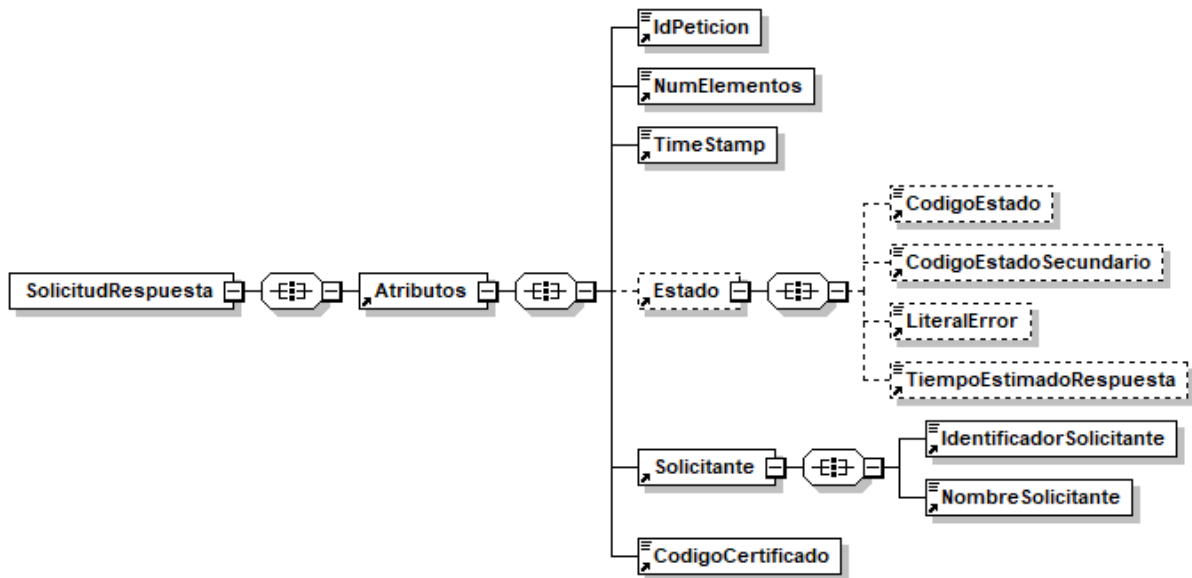 IdPeticion
NumElementos
TimeStamp
CodigoEstado
CodigoEstadoSecundario
SolicitudRespuesta
Atributos
Estado
LiteralError
TiempoEstimadoRespuesta
IdentificadorSolicitante
Solicitante
NombreSolicitante
CodigoCertificado